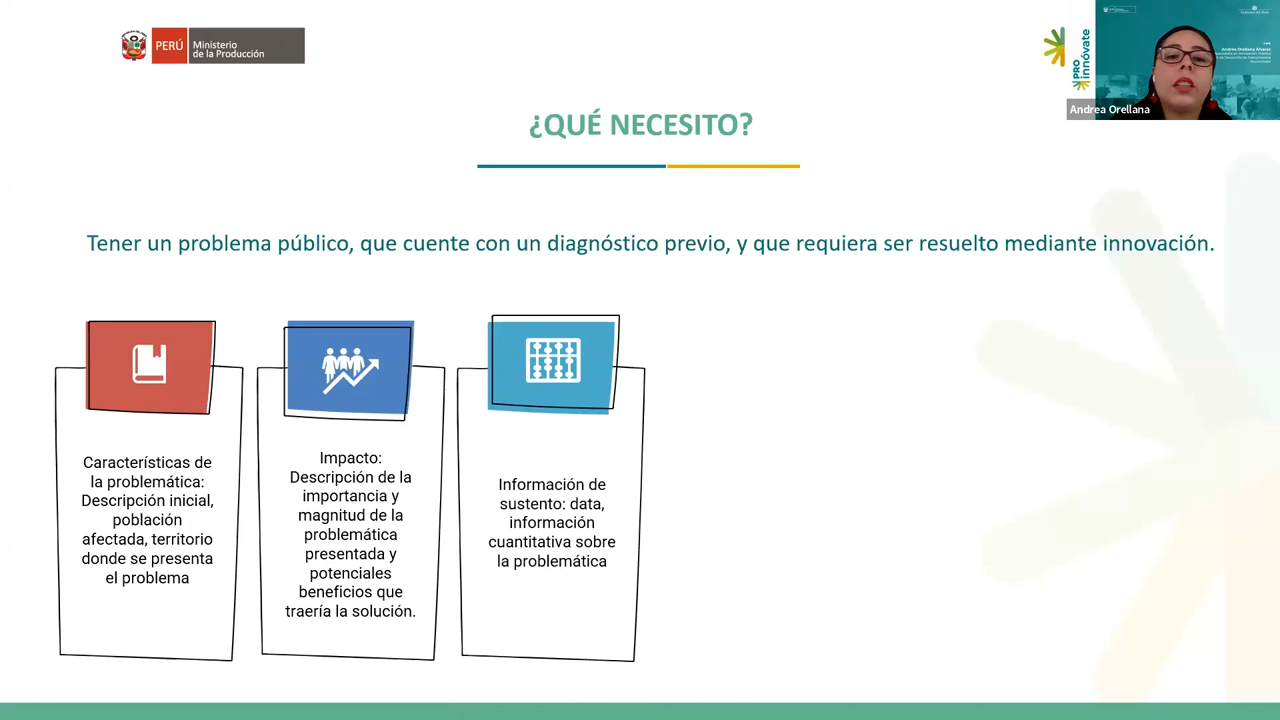 PERÚ
Ministerio
de la Producción
PRO
innóvate
Andrea Orellana Alvarez
Andrea Orellana
¿QUÉ NECESITO?
Tener un problema público, que cuente con un diagnóstico previo, y que requiera ser resuelto mediante innovación.
Características de
la problemática:
Descripción inicial,
población
afectada, territorio
donde se presenta
el problema
Impacto:
Descripción de la
importancia y
magnitud de la
problemática
presentada y
potenciales
beneficios que
traería la solución.
Información de
sustento: data,
información
cuantitativa sobre
la problemática